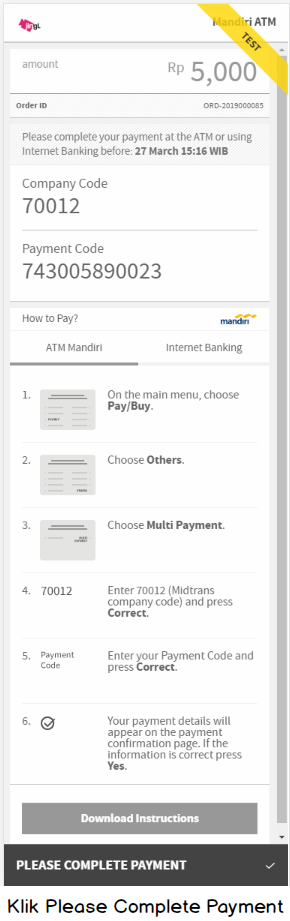 Mandiri ATM
TEST
amount
Rp 5,000
Order ID ORD-2019000085
Please complete your payment at the ATM or using
Internet Banking before: 27 March 15:16 WIB
Company Code
70012
Payment Code
743005890023
How to Pay?
mandiri
ATM Mandiri Internet Banking
1. On the main menu, choose
Pay/Buy.
2. Choose Others.
3. Choose Multi Payment.
4. 70012 Enter 70012 (Midtrans
company code) and press
Correct.
5. Payment
Code
Enter your Payment Code and
press Correct.
6. Your payment details will
appear on the payment
confirmation page. If the
information is correct press
Yes.
Download Instructions
PLEASE COMPLETE PAYMENT
Klik Please Complete Payment